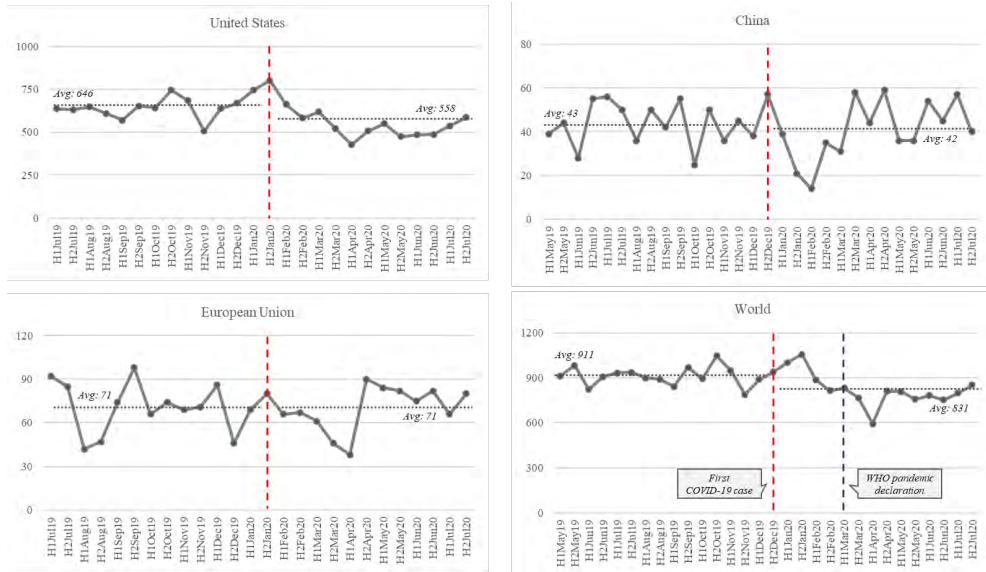 United States
1000
750
500
250
0
Avg: 646
Avg: 558
H1Jul19
H2Jul19
H1Aug19
H2Aug19
H1Sep19
H2Sep19
H1Oct19
H2Oct19
H1Nov19
H2Nov19
H1Dec19
H2Dec19
H1Jan20
H2Jan20
H1Feb20
H2Feb20
H1Mar20
H2Mar20
H1Apr20
H2Apr20
H1May20
H2May20
H1Jun20
H2Jun20
H1Jul20
H2Jul20
China
80
60
40
20
0
Avg: 43
Avg: 42
H1May19
H2May19
H1Jun19
H2Jun19
H1Jul19
H2Jul19
H1Aug19
H2Aug19
H1Sep19
H2Sep19
H1Oct19
H2Oct19
H1Nov19
H2Nov19
H1Dec19
H2Dec19
H1Jan20
H2Jan20
H1Feb20
H2Feb20
H1Mar20
H2Mar20
H1Apr20
H2Apr20
H1May20
H2May20
H1Jun20
H2Jun20
H1Jul20
H2Jul20
European Union
120
90
60
30
0
Avg: 71
Avg: 71
H1Jul19
H2Jul19
H1Aug19
H2Aug19
H1Sep19
H2Sep19
H1Oct19
H2Oct19
H1Nov19
H2Nov19
H1Dec19
H2Dec19
H1Jan20
H2Jan20
H1Feb20
H2Feb20
H1Mar20
H2Mar20
H1Apr20
H2Apr20
H1May20
H2May20
H1Jun20
H2Jun20
H1Jul20
H2Jul20
World
1200
900
600
300
0
Avg: 911
Avg: 831
First
COVID-19 case
WHO pandemic
declaration
H1May19
H2May19
H1Jun19
H2Jun19
H1Jul19
H2Jul19
H1Aug19
H2Aug19
H1Sep19
H2Sep19
H1Oct19
H2Oct19
H1Nov19
H2Nov19
H1Dec19
H2Dec19
H1Jan20
H2Jan20
H1Feb20
H2Feb20
H1Mar20
H2Mar20
H1Apr20
H2Apr20
H1May20
H2May20
H1Jun20
H2Jun20
H1Jul20
H2Jul20